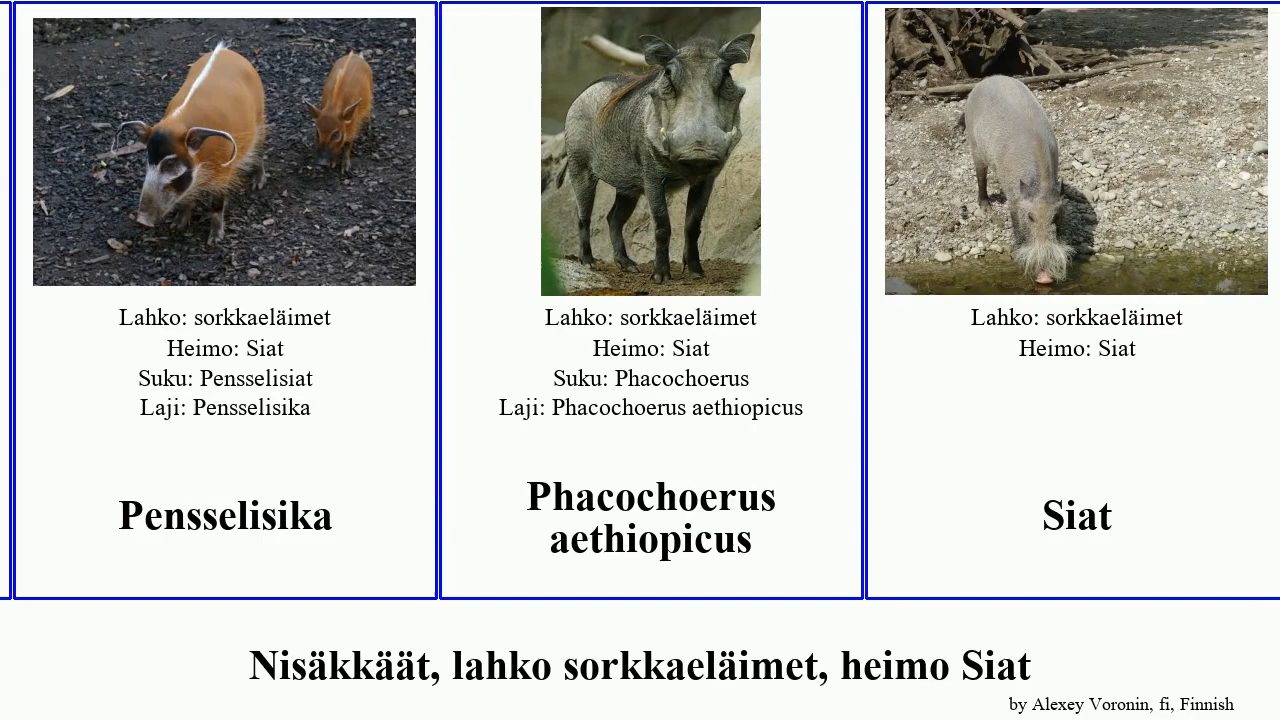 Lahko: sorkkaeläimet
Heimo: Siat
Suku: Pensselisiat
Laji: Pensselisika
Pensselisika
Lahko: sorkkaeläimet
Heimo: Siat
Suku: Phacochoerus
Laji: Phacochoerus aethiopicus
Phacochoerus
aethiopicus
Lahko: sorkkaeläimet
Heimo: Siat
Siat
Nisäkkäät, lahko sorkkaeläimet, heimo Siat
by Alexey Voronin, fi, Finnish